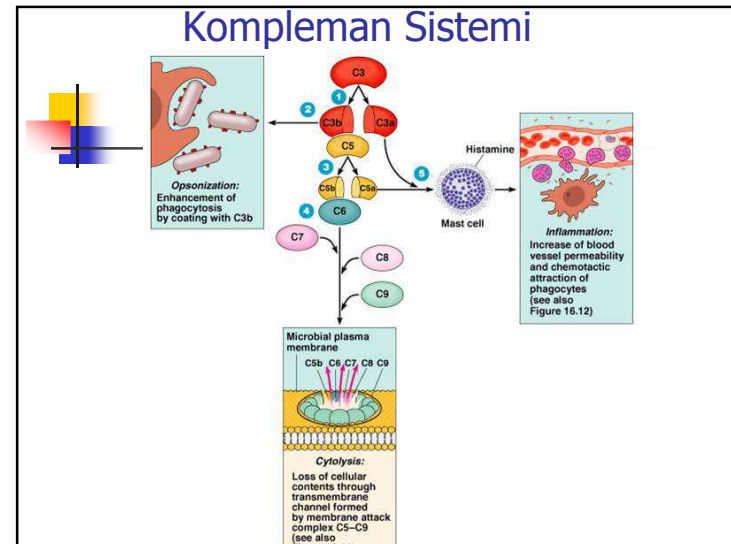 Kompleman Sistemi
C3
1
2
C3b
C3a
C5
3
C5b
C5a
5
4
C6
C7
C8
C9
Opsonization:
Enhancement of
phagocytosis
by coating with C3b
Histamine
Mast cell
Inflammation:
Increase of blood
vessel permeability
and chemotactic
attraction of
phagocytes
(see also
Figure 16.12)
Microbial plasma
membrane
C5b C6 C7 C8 C9
Cytolysis:
Loss of cellular
contents through
transmembrane
channel formed
by membrane attack
complex C5–C9
(see also